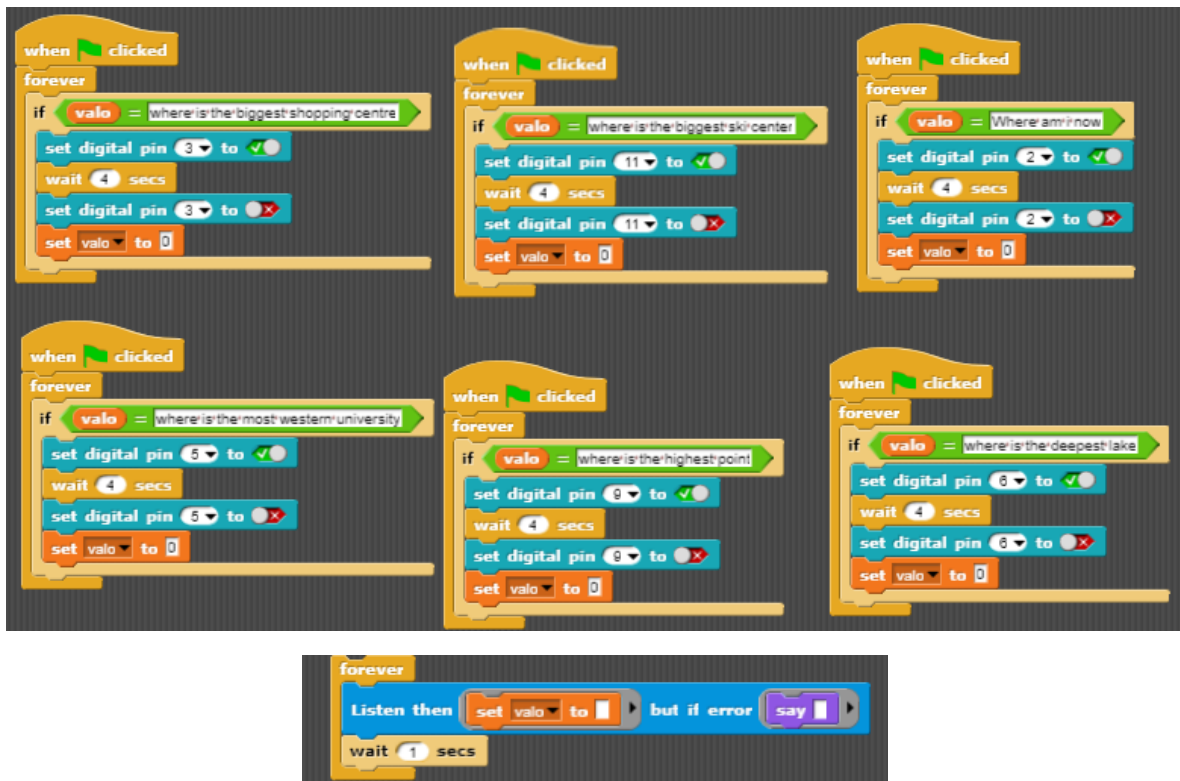 when clicked
forever
if valo = where is the biggest shopping centre
set digital pin 3 to
wait 4 secs
set digital pin 3 to
set valo to 0
when clicked
forever
if valo = where is the biggest ski center
set digital pin 11 to
wait 4 secs
set digital pin 11 to
set valo to 0
when clicked
forever
if valo = Where am i now
set digital pin 2 to
wait 4 secs
set digital pin 2 to
set valo to 0
when clicked
forever
if valo = where is the most western university
set digital pin 5 to
wait 4 secs
set digital pin 5 to
set valo to 0
when clicked
forever
if valo = where is the highest point
set digital pin 9 to
wait 4 secs
set digital pin 9 to
set valo to 0
when clicked
forever
if valo = where is the deepest lake
set digital pin 6 to
wait 4 secs
set digital pin 6 to
set valo to 0
forever
Listen then set valo to but if error say
wait 1 secs